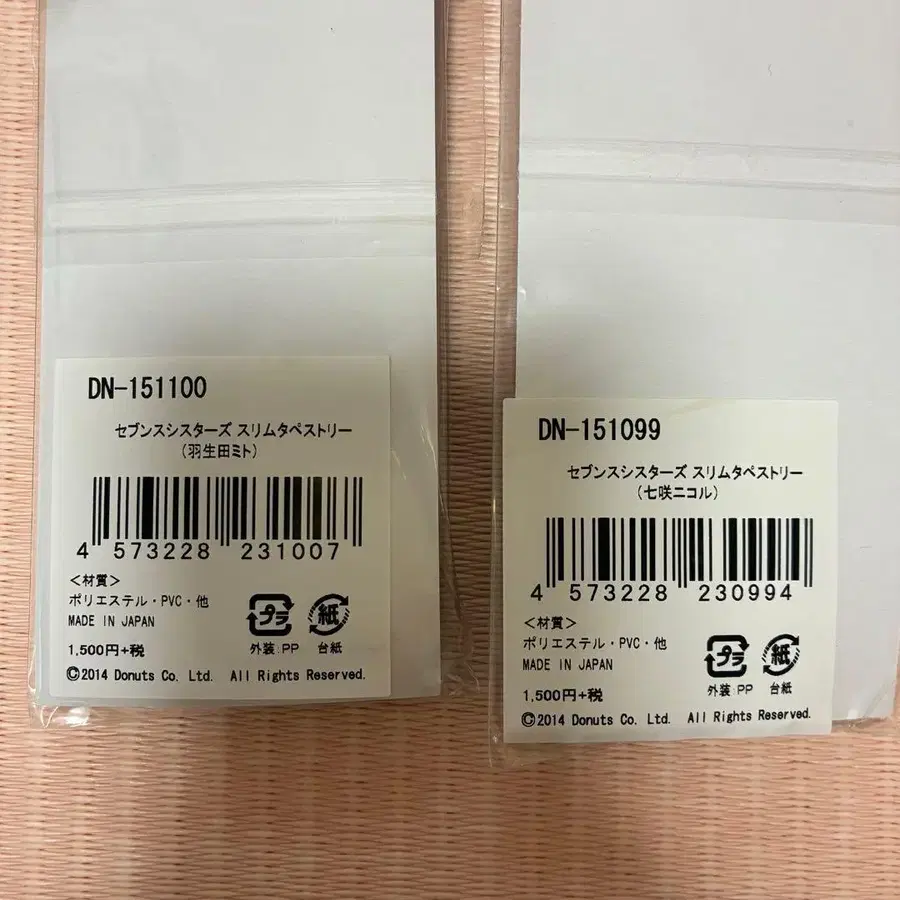 DN-151100
セブンスシスターズ スリムタペストリー
(羽生田ミト)
4 573228 231007
<材質>
ポリエステル・PVC・他
MADE IN JAPAN
1,500円+税
プラ
外装:PP
紙
台紙
©2014 Donuts Co. Ltd. All Rights Reserved.
DN-151099
セブンスシスターズ スリムタペストリー
(七咲ニコル)
4 573228 230994
<材質>
ポリエステル・PVC・他
MADE IN JAPAN
1,500円+税
プラ
外装:PP
紙
台紙
©2014 Donuts Co. Ltd. All Rights Reserved.